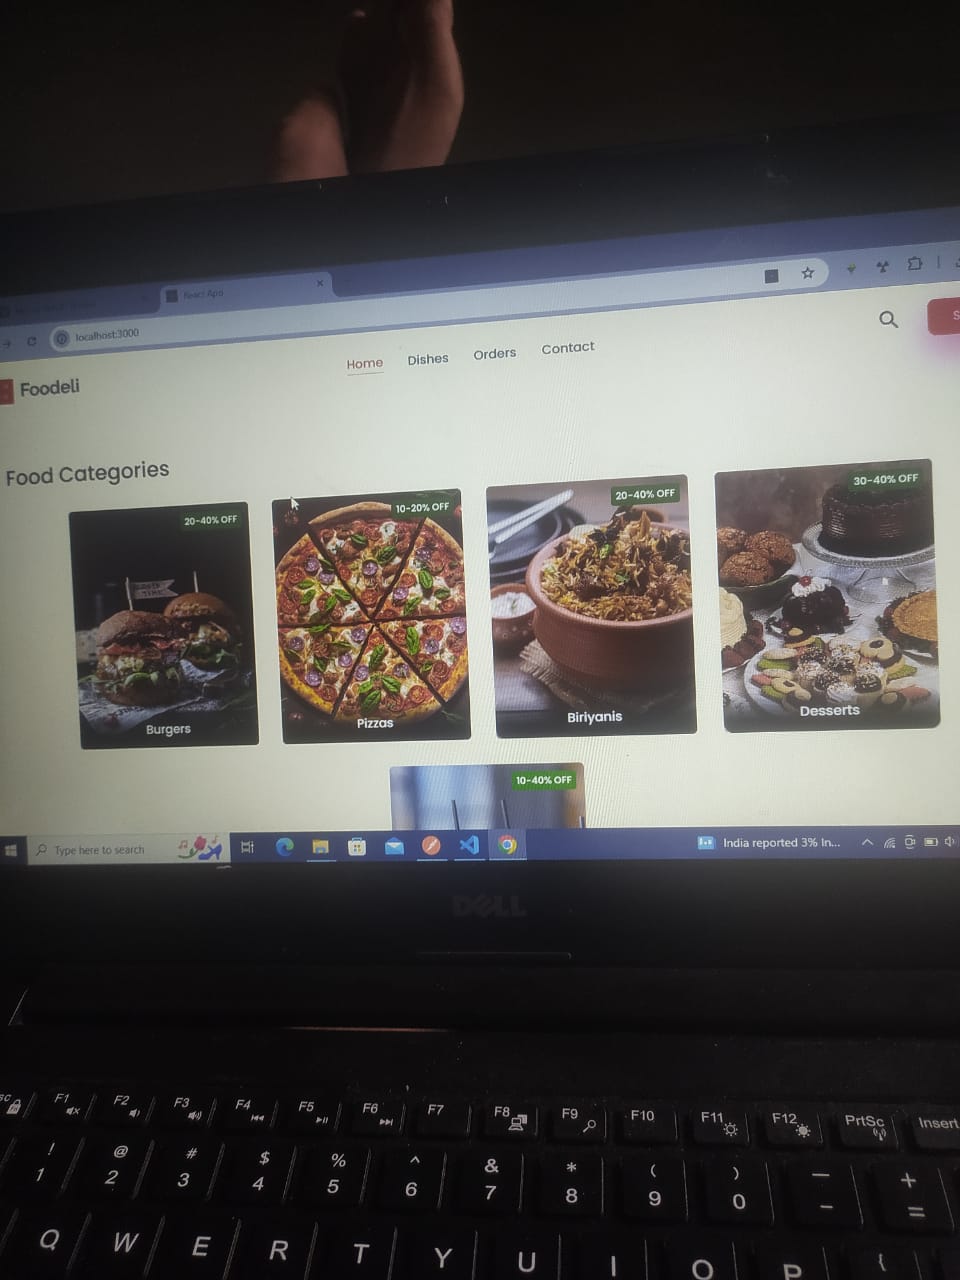 React App
localhost:3000
Foodeli
Home
Dishes
Orders
Contact
Food Categories
20-40% OFF
Burgers
10-20% OFF
Pizzas
20-40% OFF
Biriyanis
30-40% OFF
Desserts
10-40% OFF
Type here to search
India reported 3% In...
DELL
F1
F2
F3
F4
F5
F6
F7
F8
F9
F10
F11
F12
PrtSc
Insert
! @ # $ % ^ & * ( ) — +
1 2 3 4 5 6 7 8 9 0 - =
Q W E R T Y U I O P {